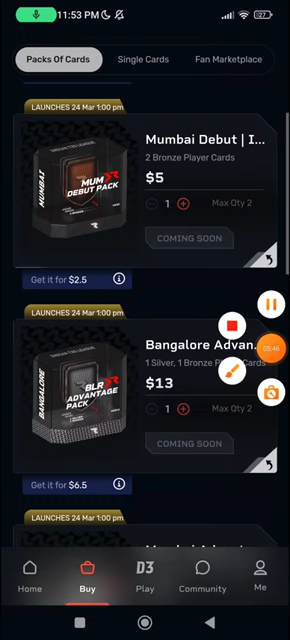 11:53 PM
27
Packs Of Cards
Single Cards
Fan Marketplace
LAUNCHES 24 Mar 1:00 pm
MUMBAI
MUM
DEBUT PACK
Mumbai Debut | I...
2 Bronze Player Cards
$5
1
Max Qty 2
COMING SOON
Get it for $2.5
LAUNCHES 24 Mar 1:00 pm
BANGALORE
BLR
ADVANTAGE
PACK
Bangalore Advan...
1 Silver, 1 Bronze Player Cards
$13
05:46
1
Max Qty 2
COMING SOON
Get it for $6.5
LAUNCHES 24 Mar 1:00 pm
Home
Buy
D3
Play
Community
Me